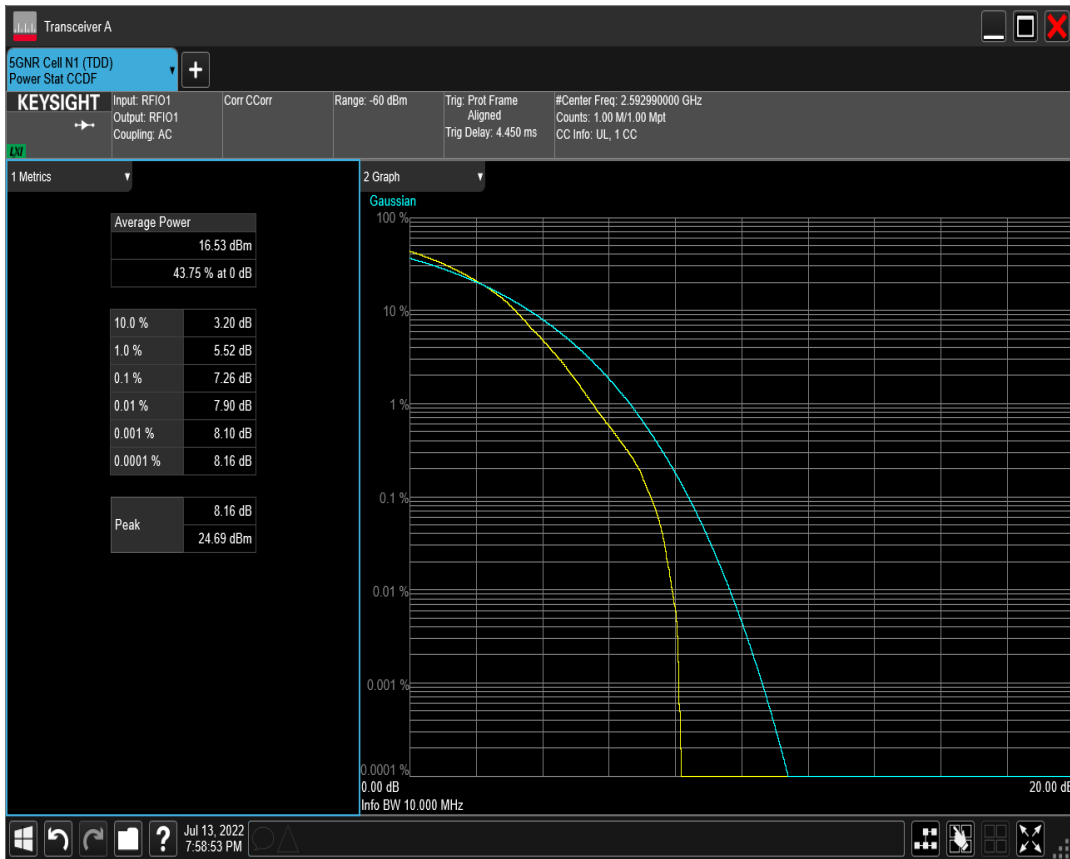 Transceiver A
5GNR Cell N1 (TDD)
Power Stat CCDF
+
KEYSIGHT
LXI
Input: RFIO1
Output: RFIO1
Coupling: AC
Corr CCorr
Range: -60 dBm
Trig: Prot Frame
Aligned
Trig Delay: 4.450 ms
#Center Freq: 2.592990000 GHz
Counts: 1.00 M/1.00 Mpt
CC Info: UL, 1 CC
1 Metrics
Average Power
16.53 dBm
43.75 % at 0 dB
10.0 % 3.20 dB
1.0 % 5.52 dB
0.1 % 7.26 dB
0.01 % 7.90 dB
0.001 % 8.10 dB
0.0001 % 8.16 dB
Peak 8.16 dB
24.69 dBm
2 Graph
Gaussian
100 %
10 %
1 %
0.1 %
0.01 %
0.001 %
0.0001 %
0.00 dB 20.00 dB
Info BW 10.000 MHz
? Jul 13, 2022
7:58:53 PM